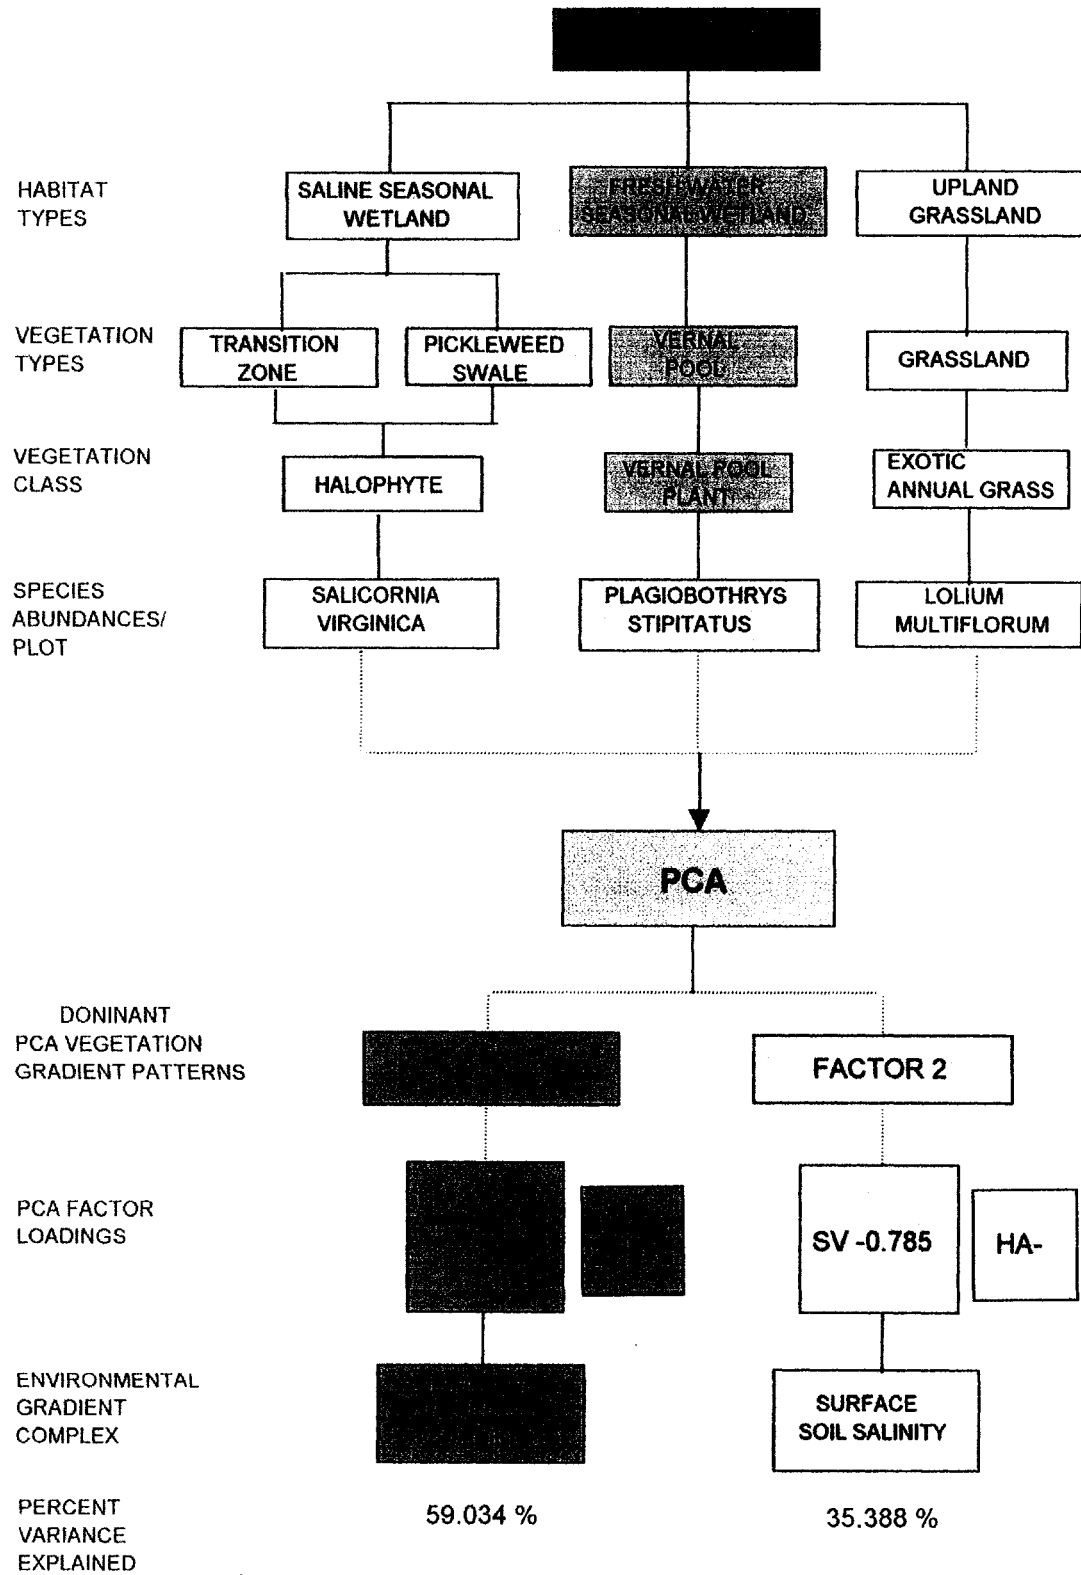 HABITAT
TYPES
SALINE SEASONAL
WETLAND
FRESH WATER
SEASONAL WETLAND
UPLAND
GRASSLAND
VEGETATION
TYPES
TRANSITION
ZONE
PICKLEWEED
SWALE
VERNAL
POOL
GRASSLAND
VEGETATION
CLASS
HALOPHYTE
VERNAL POOL
PLANT
EXOTIC
ANNUAL GRASS
SPECIES
ABUNDANCES/
PLOT
SALICORNIA
VIRGINICA
PLAGIOBOTHRYS
STIPITATUS
LOLIUM
MULTIFLORUM
PCA
DONINANT
PCA VEGETATION
GRADIENT PATTERNS
FACTOR 2
PCA FACTOR
LOADINGS
SV -0.785
HA-
ENVIRONMENTAL
GRADIENT
COMPLEX
SURFACE
SOIL SALINITY
PERCENT
VARIANCE
EXPLAINED
59.034 %
35.388 %